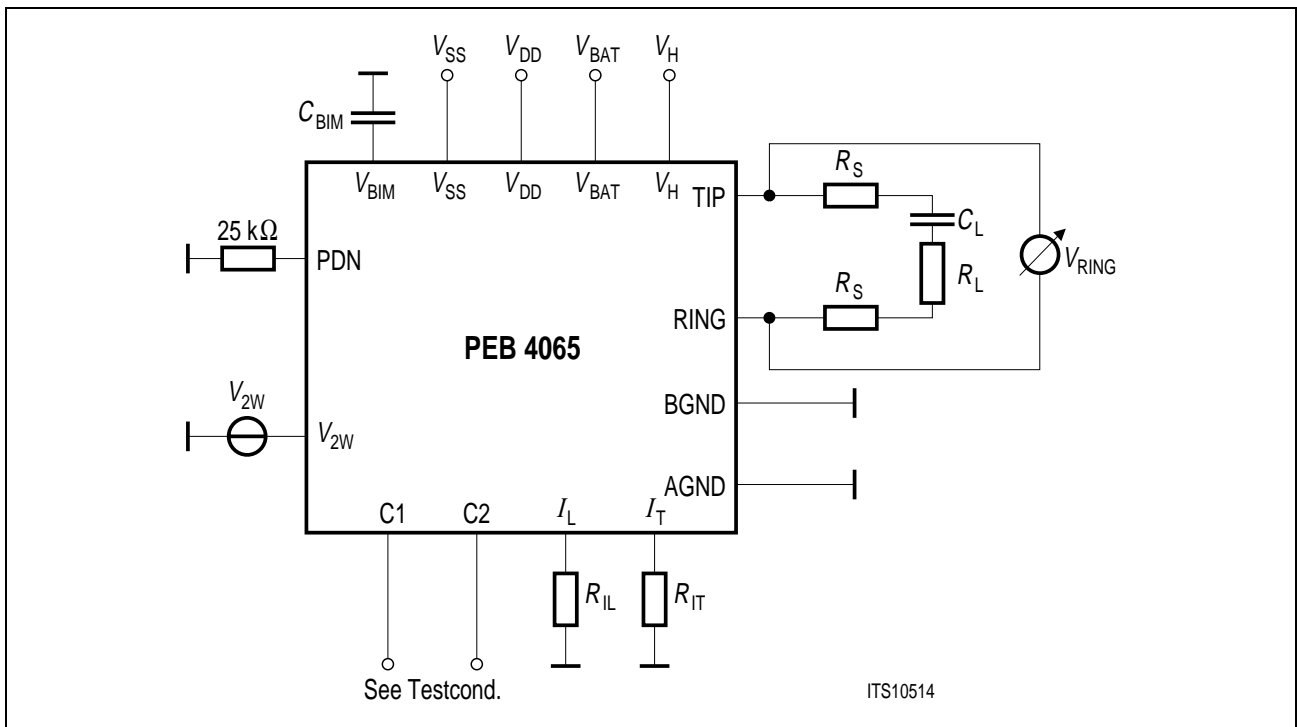 V_SS V_DD V_BAT V_H
C_BIM
V_BIM V_SS V_DD V_BAT V_H
TIP
R_S
C_L
25 kΩ
PDN
V_RING
R_L
R_S
RING
PEB 4065
V_2W
BGND
V_2W
AGND
C1 C2 I_L I_T
R_IL R_IT
See Testcond.
ITS10514